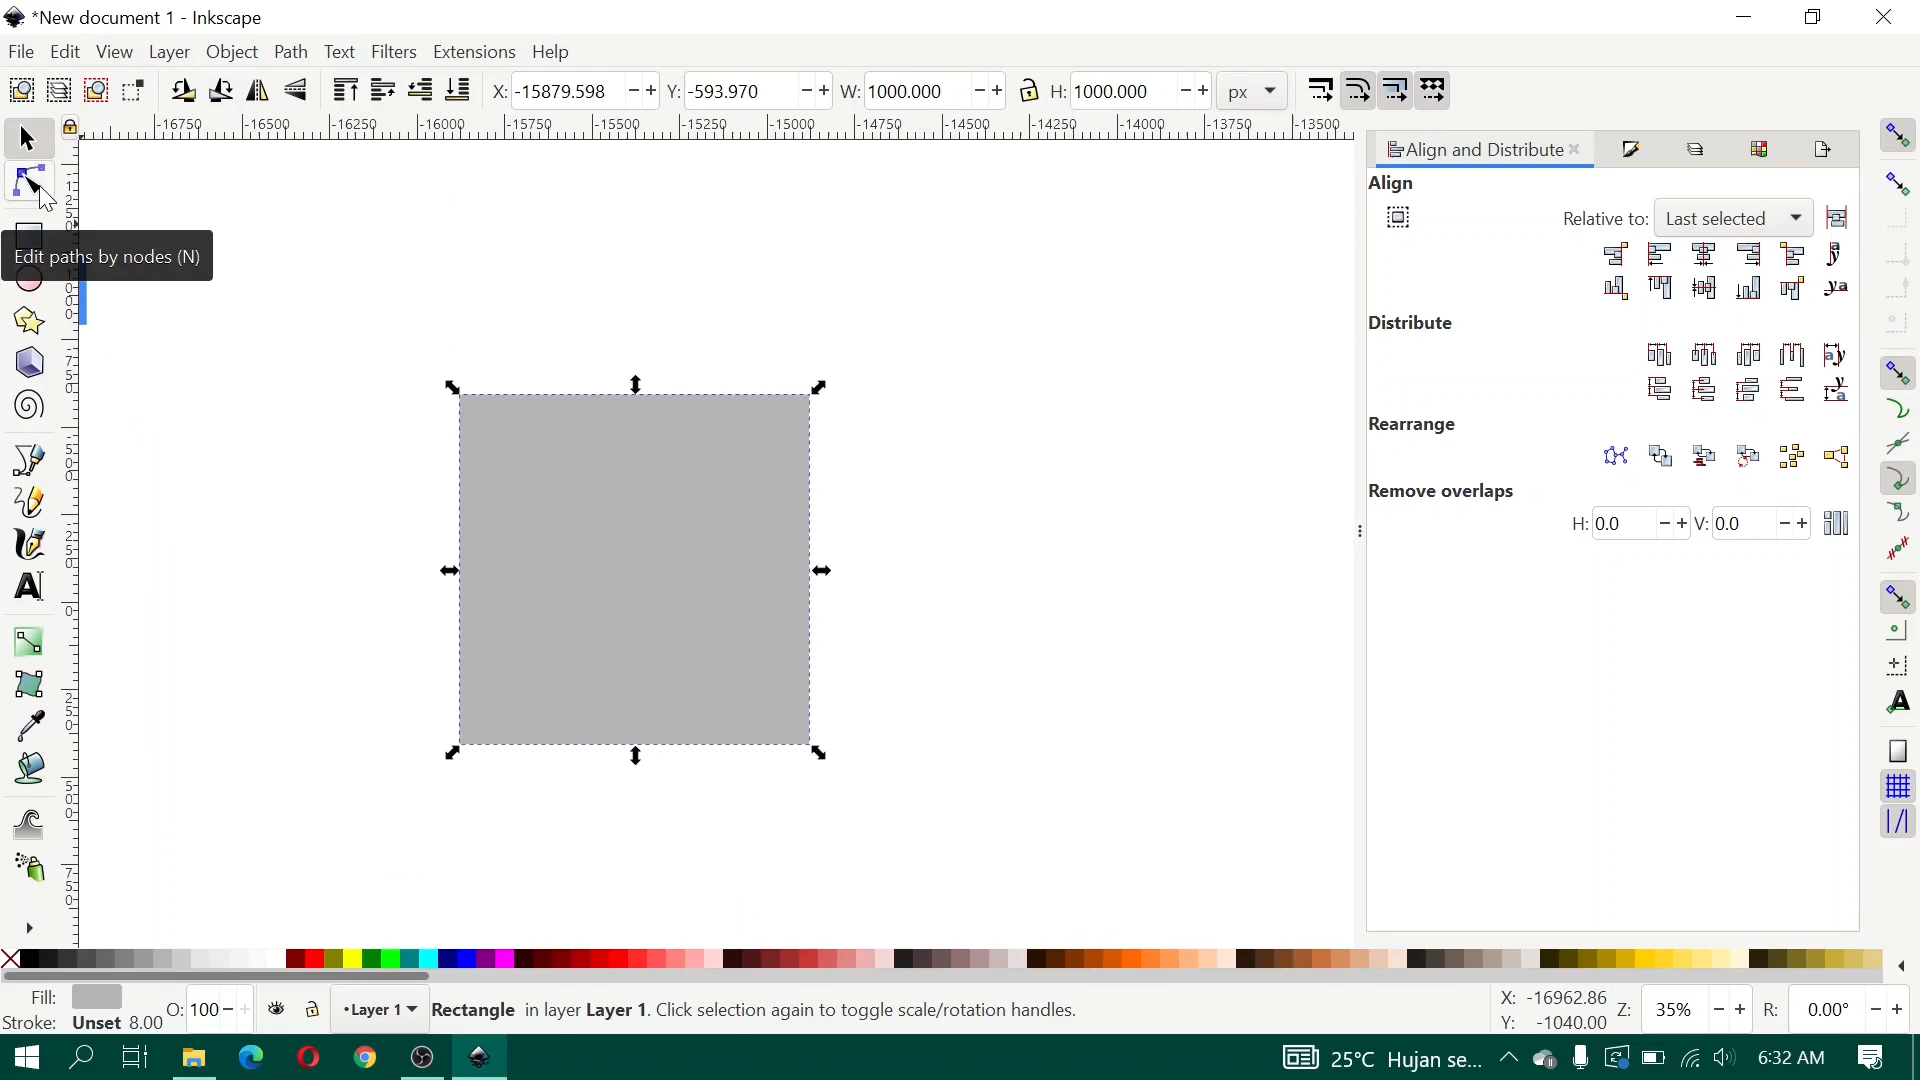 *New document 1 - Inkscape
File Edit View Layer Object Path Text Filters Extensions Help
X: -15879.598 Y: -593.970 W: 1000.000 H: 1000.000 px
-16750 -16500 -16250 -16000 -15750 -15500 -15250 -15000 -14750 -14500 -14250 -14000 -13750 -13500
Align and Distribute
Align
Relative to: Last selected
Edit paths by nodes (N)
Distribute
Rearrange
Remove overlaps
H: 0.0 V: 0.0
Fill:
Stroke: Unset 8.00
O: 100
•Layer 1
Rectangle in layer Layer 1. Click selection again to toggle scale/rotation handles.
X: -16962.86
Y: -1040.00
Z: 35%
R: 0.00°
25°C Hujan se...
6:32 AM